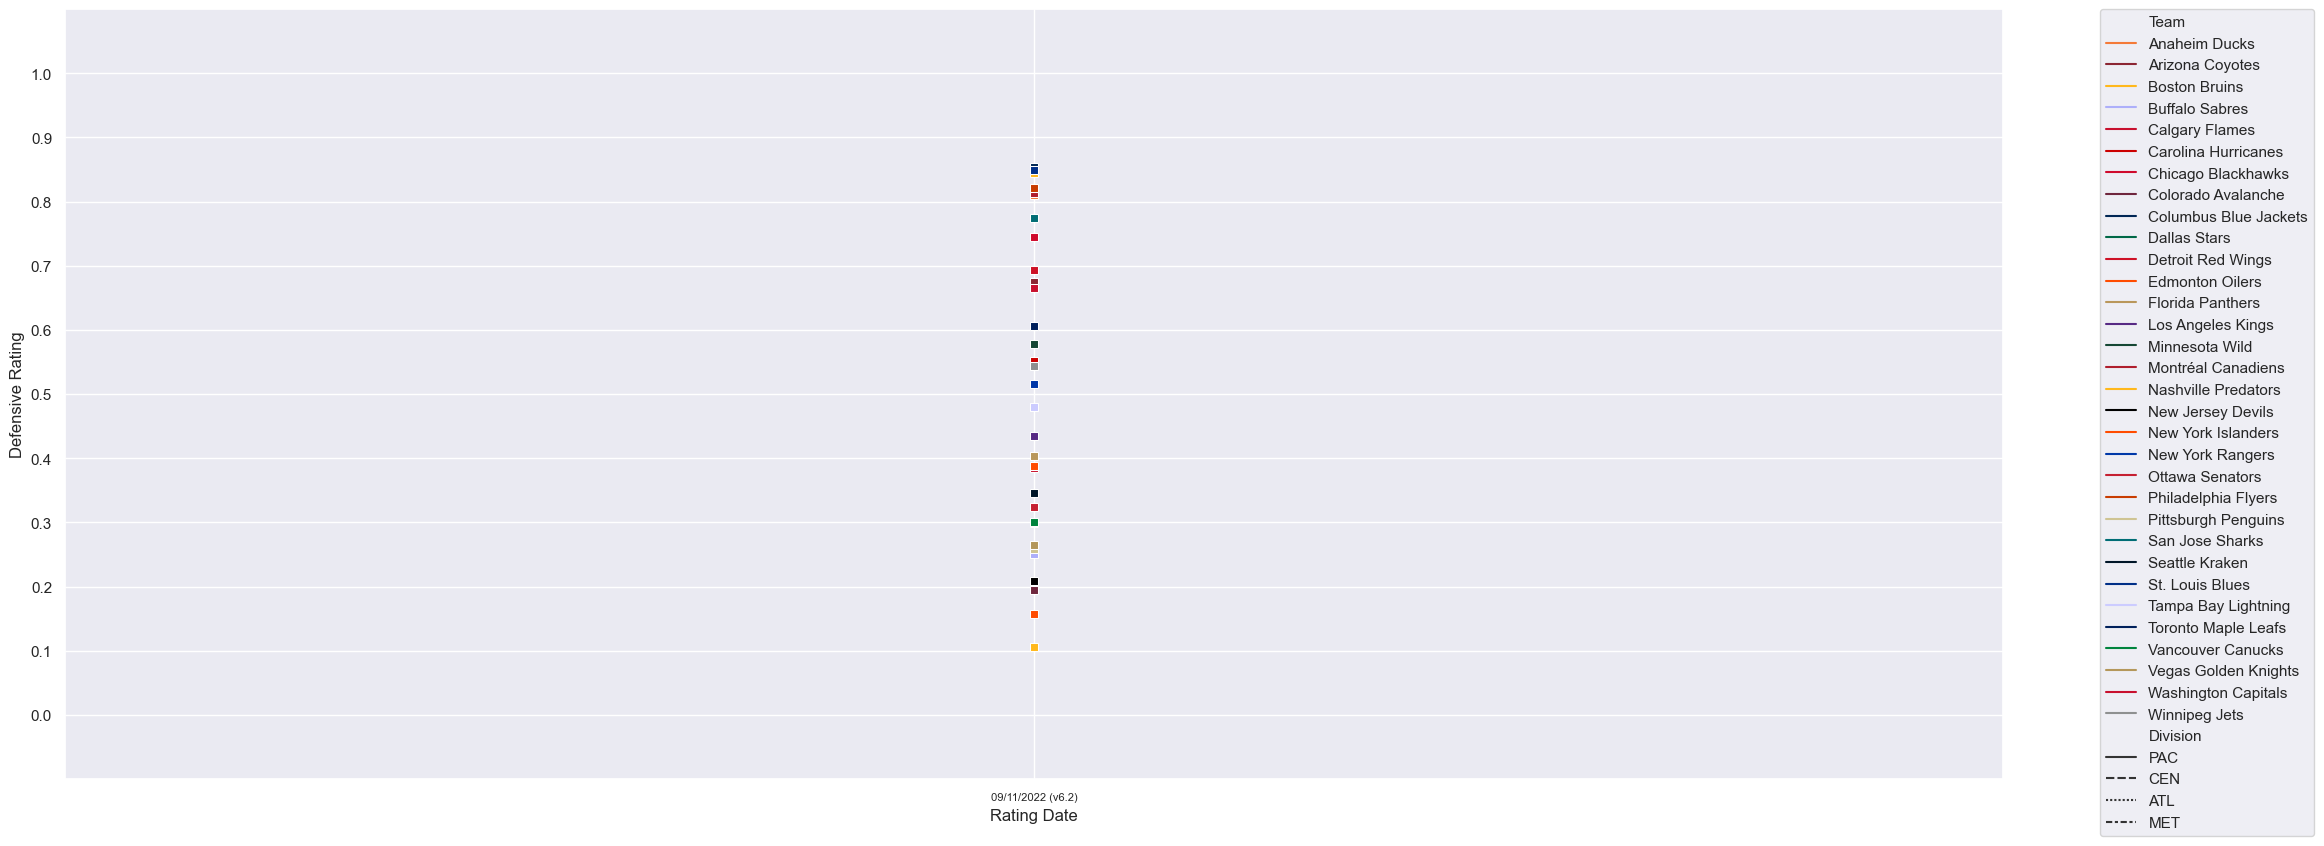 1.0
0.9
0.8
0.7
0.6
0.5
0.4
0.3
0.2
0.1
0.0
Defensive Rating
09/11/2022 (v6.2)
Rating Date
Team
Anaheim Ducks
Arizona Coyotes
Boston Bruins
Buffalo Sabres
Calgary Flames
Carolina Hurricanes
Chicago Blackhawks
Colorado Avalanche
Columbus Blue Jackets
Dallas Stars
Detroit Red Wings
Edmonton Oilers
Florida Panthers
Los Angeles Kings
Minnesota Wild
Montréal Canadiens
Nashville Predators
New Jersey Devils
New York Islanders
New York Rangers
Ottawa Senators
Philadelphia Flyers
Pittsburgh Penguins
San Jose Sharks
Seattle Kraken
St. Louis Blues
Tampa Bay Lightning
Toronto Maple Leafs
Vancouver Canucks
Vegas Golden Knights
Washington Capitals
Winnipeg Jets
Division
PAC
CEN
ATL
MET